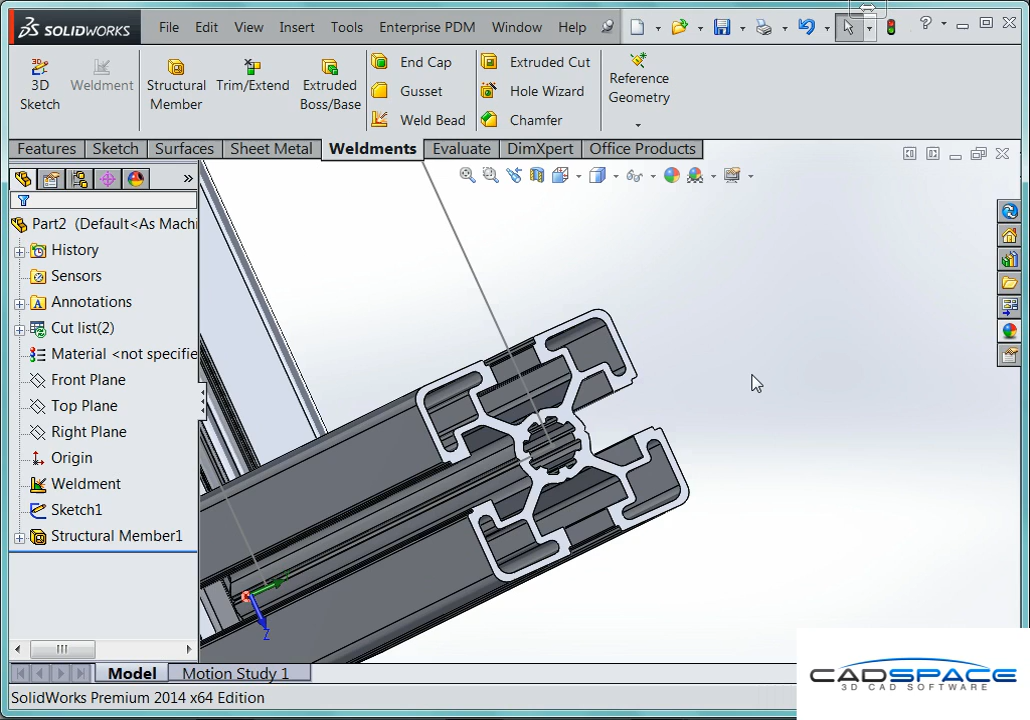 SOLIDWORKS File Edit View Insert Tools Enterprise PDM Window Help ?
3D Sketch
Weldment
Structural Member
Trim/Extend
Extruded Boss/Base
End Cap
Gusset
Weld Bead
Extruded Cut
Hole Wizard
Chamfer
Reference Geometry
Features Sketch Surfaces Sheet Metal Weldments Evaluate DimXpert Office Products
Part2 (Default<As Machi
History
Sensors
Annotations
Cut list(2)
Material <not specifie
Front Plane
Top Plane
Right Plane
Origin
Weldment
Sketch1
Structural Member1
Z
Model Motion Study 1
SolidWorks Premium 2014 x64 Edition
CADSPACE
3D CAD SOFTWARE